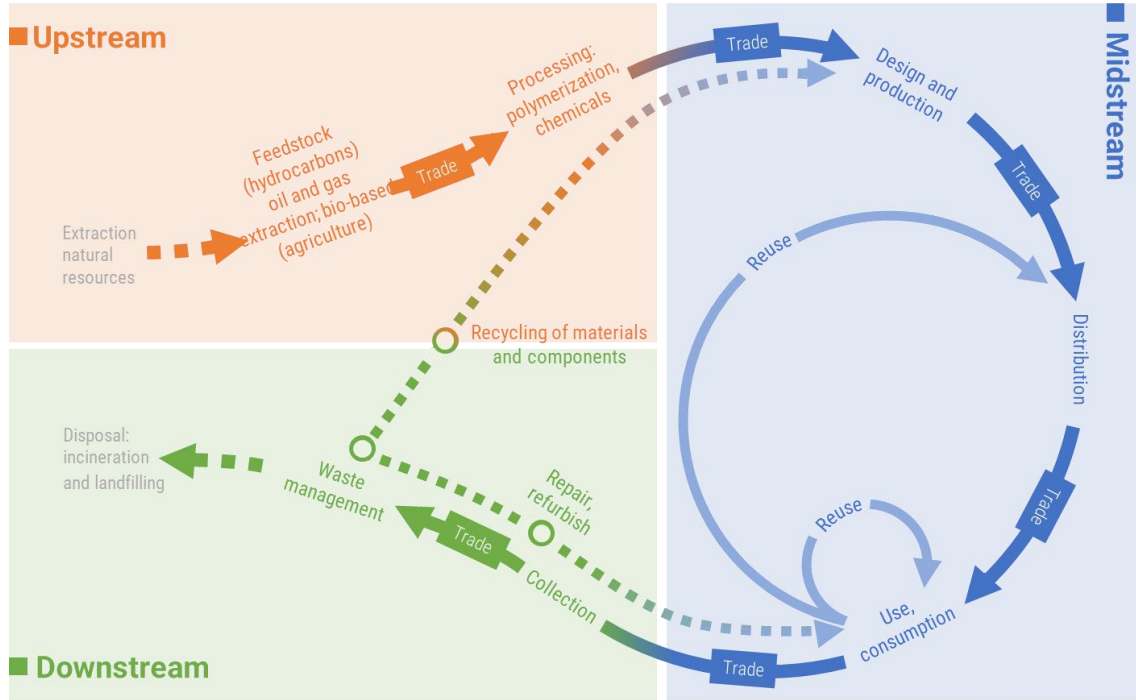 Upstream
Extraction
natural
resources
Feedstock
(hydrocarbons)
oil and gas
extraction; bio-based
(agriculture)
Trade
Processing:
polymerization,
chemicals
Trade
Midstream
Design and
production
Trade
Distribution
Trade
Use,
consumption
Reuse
Reuse
Trade
Downstream
Collection
Trade
Waste
management
Repair,
refurbish
Recycling of materials
and components
Disposal:
incineration
and landfilling